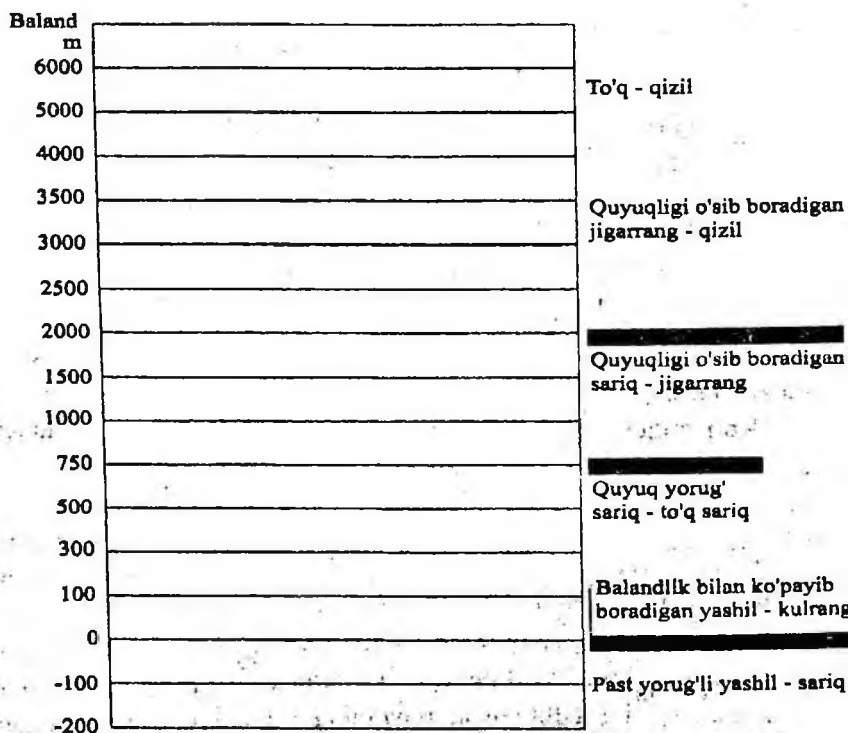 Baland
m
6000
To'q - qizil
5000
4000
3500
Quyuqligi o'sib boradigan
jigarrang - qizil
3000
2500
2000
Quyuqligi o'sib boradigan
sariq - jigarrang
1500
1000
750
Quyuq yorug'
sariq - to'q sariq
500
300
100
Balandlik bilan ko'payib
boradigan yashil - kulrang
0
-100
Past yorug'li yashil - sariq
-200